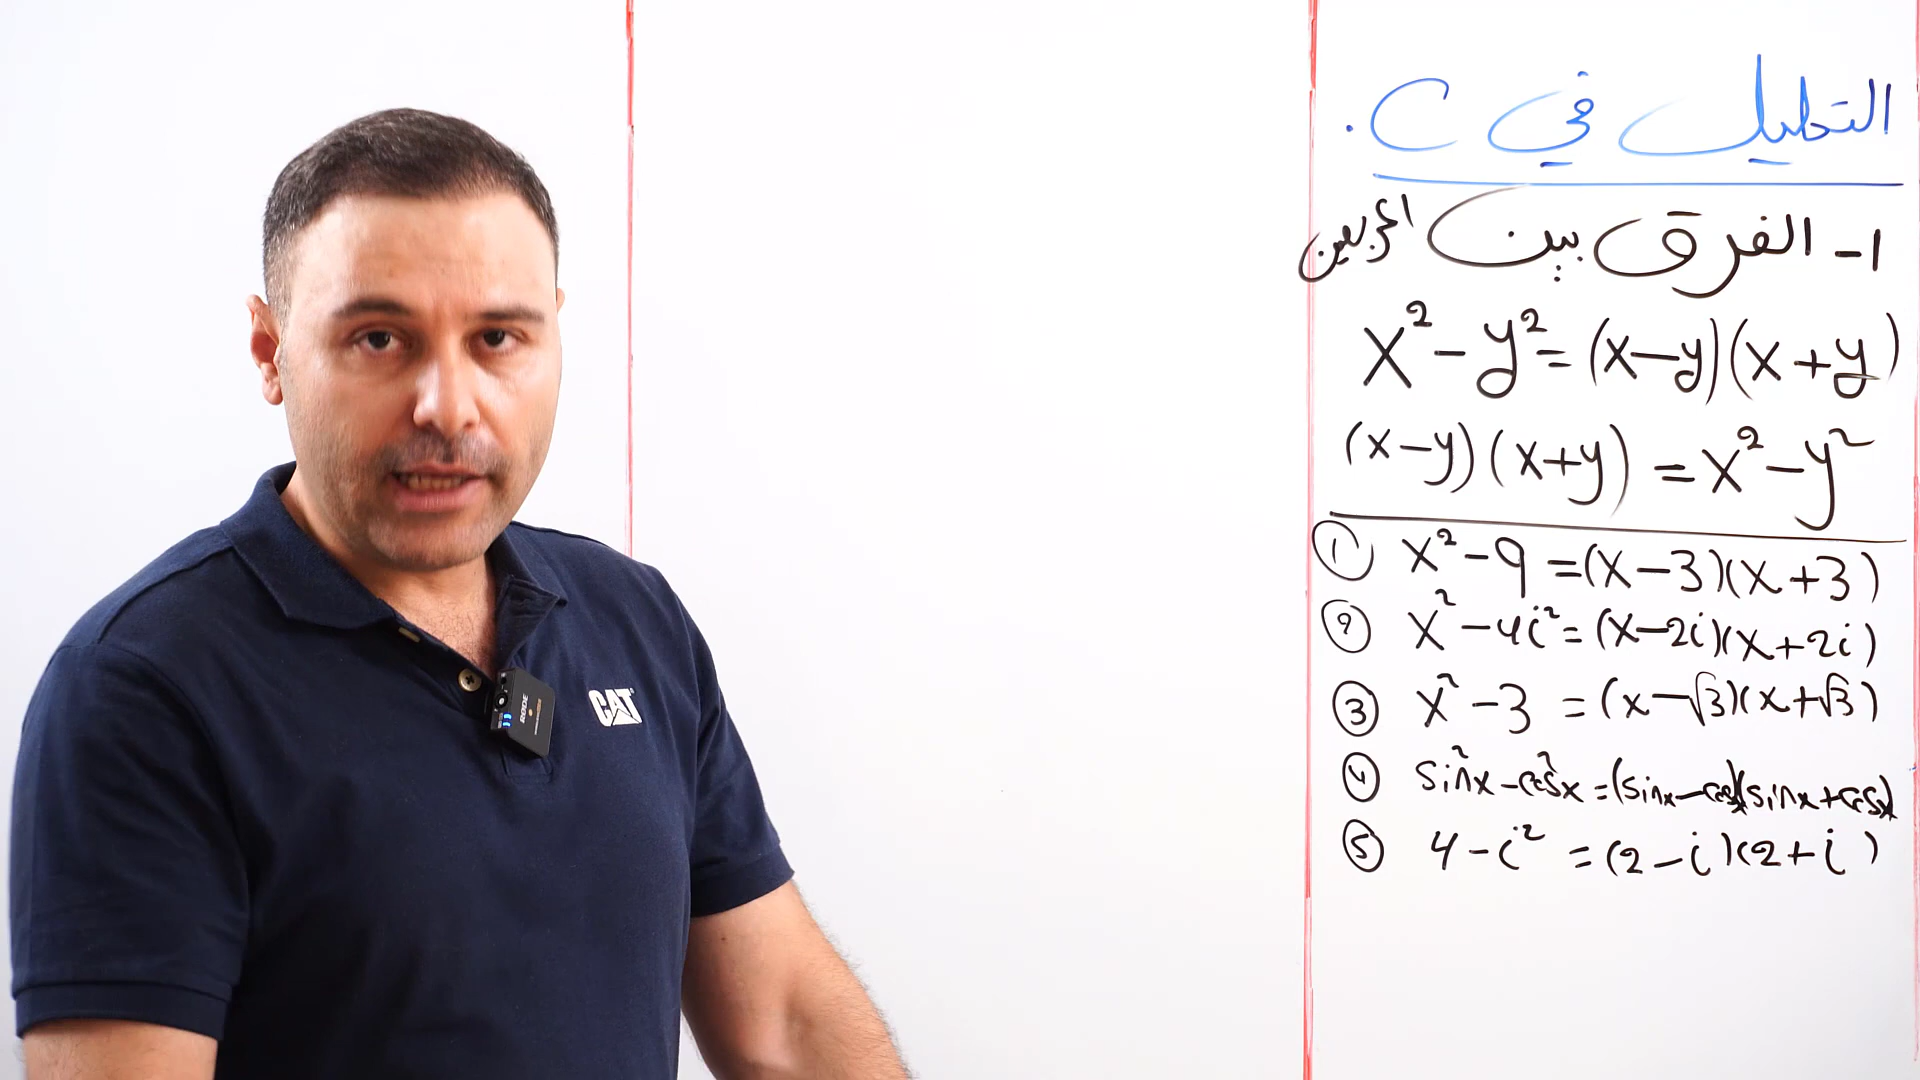 التحليل في C .
١- الفرق بين المربعين
x² - y² = (x-y)(x+y)
(x-y)(x+y) = x² - y²
① x² - 9 = (x-3)(x+3)
② x² - 4i² = (x-2i)(x+2i)
③ x² - 3 = (x-√3)(x+√3)
④ sin²x - cos²x = (sinx - cosx)(sinx + cosx)
⑤ 4 - i² = (2-i)(2+i)
CAT
RODE